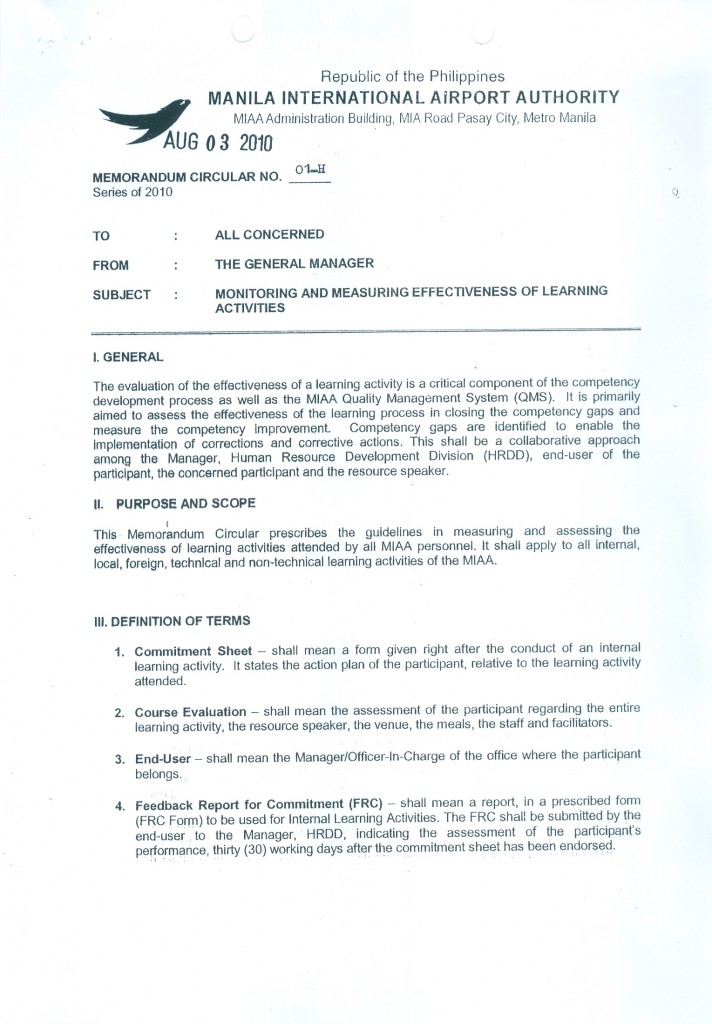 Republic of the Philippines
MANILA INTERNATIONAL AIRPORT AUTHORITY
MIAA Administration Building, MIA Road Pasay City, Metro Manila
AUG 03 2010
MEMORANDUM CIRCULAR NO. 01-H
Series of 2010
TO : ALL CONCERNED
FROM : THE GENERAL MANAGER
SUBJECT : MONITORING AND MEASURING EFFECTIVENESS OF LEARNING
ACTIVITIES
I. GENERAL
The evaluation of the effectiveness of a learning activity is a critical component of the competency
development process as well as the MIAA Quality Management System (QMS). It is primarily
aimed to assess the effectiveness of the learning process in closing the competency gaps and
measure the competency improvement. Competency gaps are identified to enable the
implementation of corrections and corrective actions. This shall be a collaborative approach
among the Manager, Human Resource Development Division (HRDD), end-user of the
participant, the concerned participant and the resource speaker.
II. PURPOSE AND SCOPE
This Memorandum Circular prescribes the guidelines in measuring and assessing the
effectiveness of learning activities attended by all MIAA personnel. It shall apply to all internal,
local, foreign, technical and non-technical learning activities of the MIAA.
III. DEFINITION OF TERMS
1. Commitment Sheet – shall mean a form given right after the conduct of an internal
learning activity. It states the action plan of the participant, relative to the learning activity
attended.
2. Course Evaluation – shall mean the assessment of the participant regarding the entire
learning activity, the resource speaker, the venue, the meals, the staff and facilitators.
3. End-User – shall mean the Manager/Officer-In-Charge of the office where the participant
belongs.
4. Feedback Report for Commitment (FRC) – shall mean a report, in a prescribed form
(FRC Form) to be used for Internal Learning Activities. The FRC shall be submitted by the
end-user to the Manager, HRDD, indicating the assessment of the participant's
performance, thirty (30) working days after the commitment sheet has been endorsed.